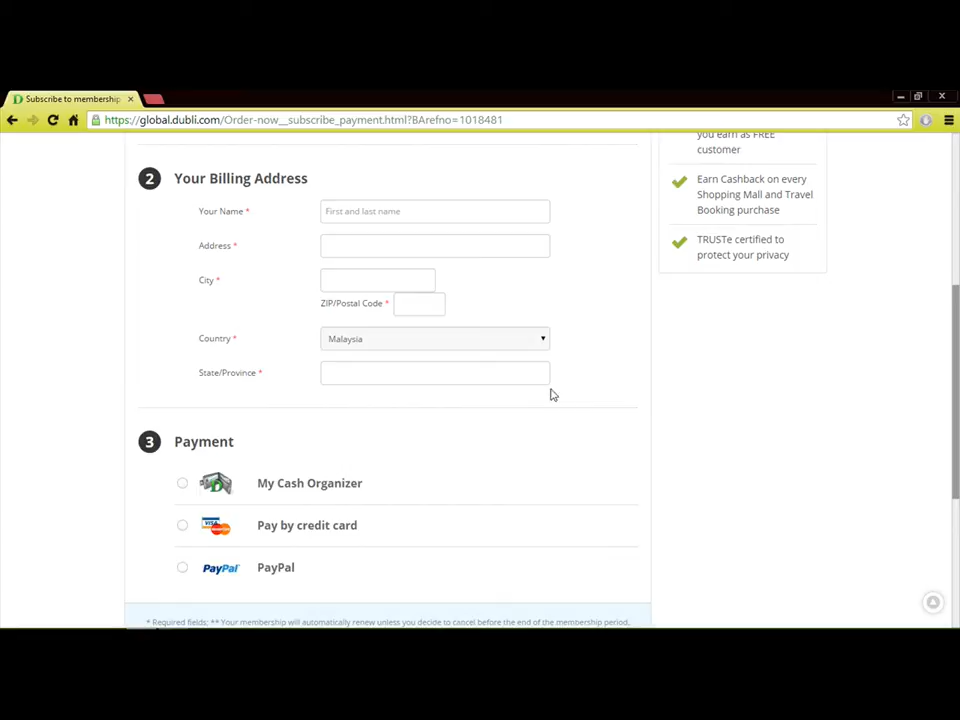 Subscribe to membership
https://global.dubli.com/Order-now__subscribe_payment.html?BArefno=1018481
you earn as FREE
customer
Earn Cashback on every
Shopping Mall and Travel
Booking purchase
TRUSTe certified to
protect your privacy
2 Your Billing Address
Your Name * First and last name
Address *
City *
ZIP/Postal Code *
Country * Malaysia
State/Province *
3 Payment
My Cash Organizer
VISA MasterCard Pay by credit card
PayPal PayPal
* Required fields; ** Your membership will automatically renew unless you decide to cancel before the end of the membership period,